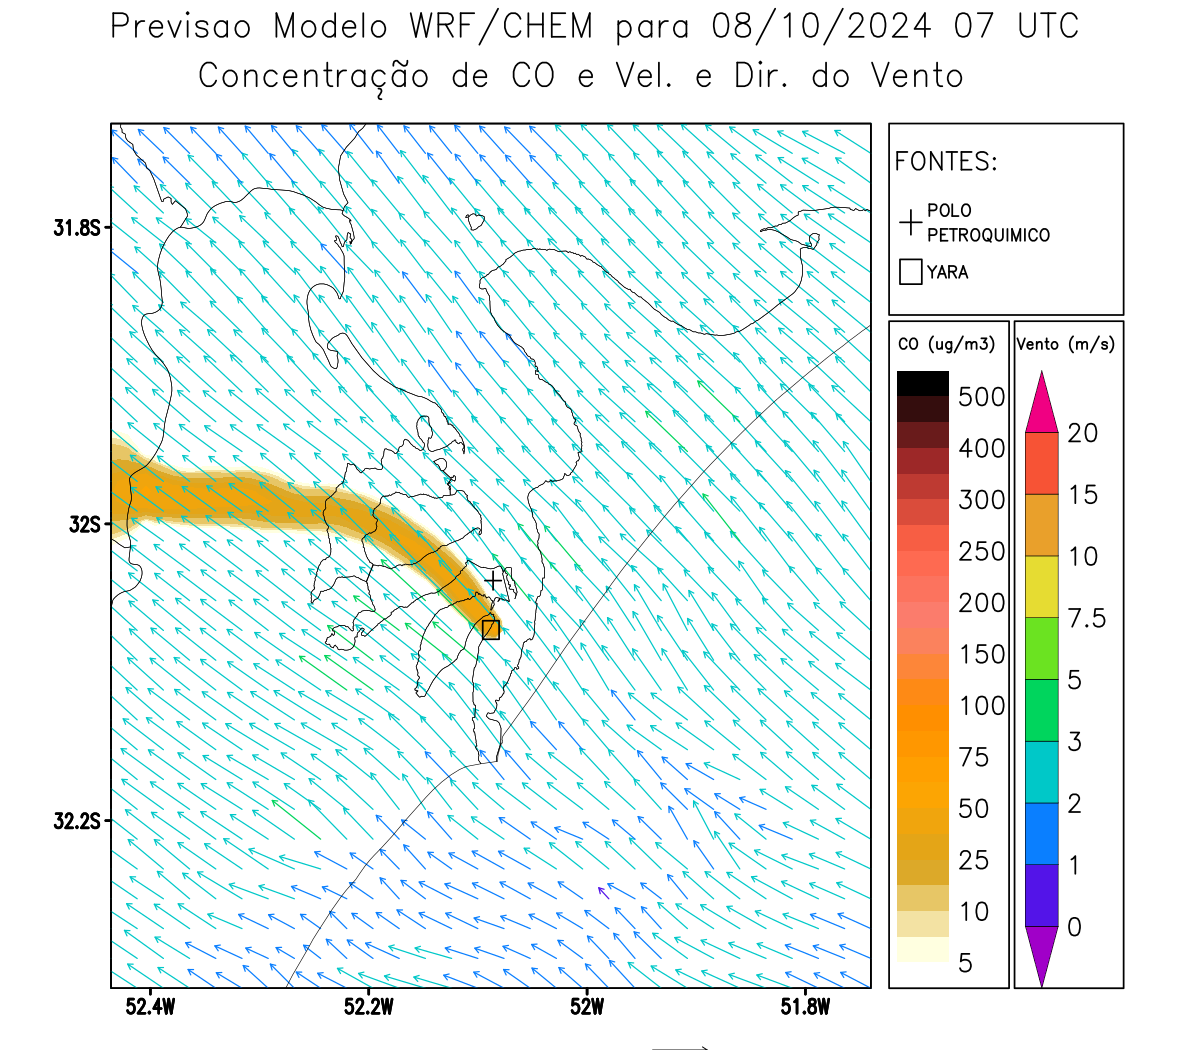 Previsao Modelo WRF/CHEM para 08/10/2024 07 UTC
Concentração de CO e Vel. e Dir. do Vento
FONTES:
POLO
PETROQUIMICO
YARA
31.8S
32S
32.2S
52.4W
52.2W
52W
51.8W
CO (ug/m3)
500
400
300
250
200
150
100
75
50
25
10
5
Vento (m/s)
20
15
10
7.5
5
3
2
1
0